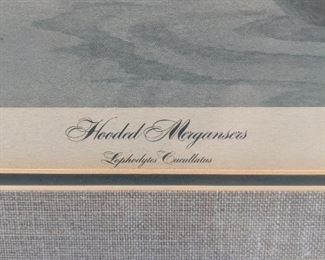 Hooded Mergansers
Lophodytes Cucullatus